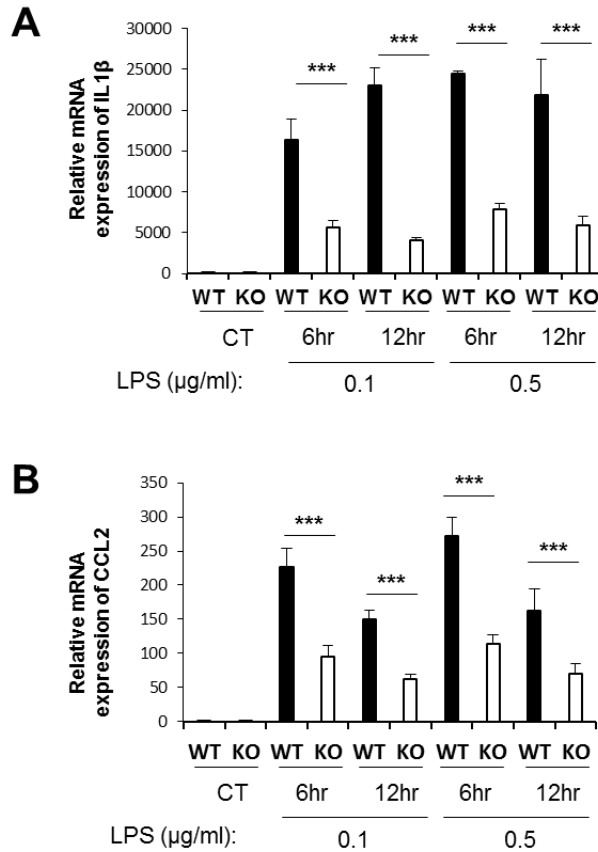 A
Relative mRNA
expression of IL1β
30000
25000
20000
15000
10000
5000
0
*** *** *** ***
WT KO WT KO WT KO WT KO WT KO
CT 6hr 12hr 6hr 12hr
LPS (µg/ml): 0.1 0.5
B
Relative mRNA
expression of CCL2
350
300
250
200
150
100
50
0
*** *** *** ***
WT KO WT KO WT KO WT KO WT KO
CT 6hr 12hr 6hr 12hr
LPS (µg/ml): 0.1 0.5